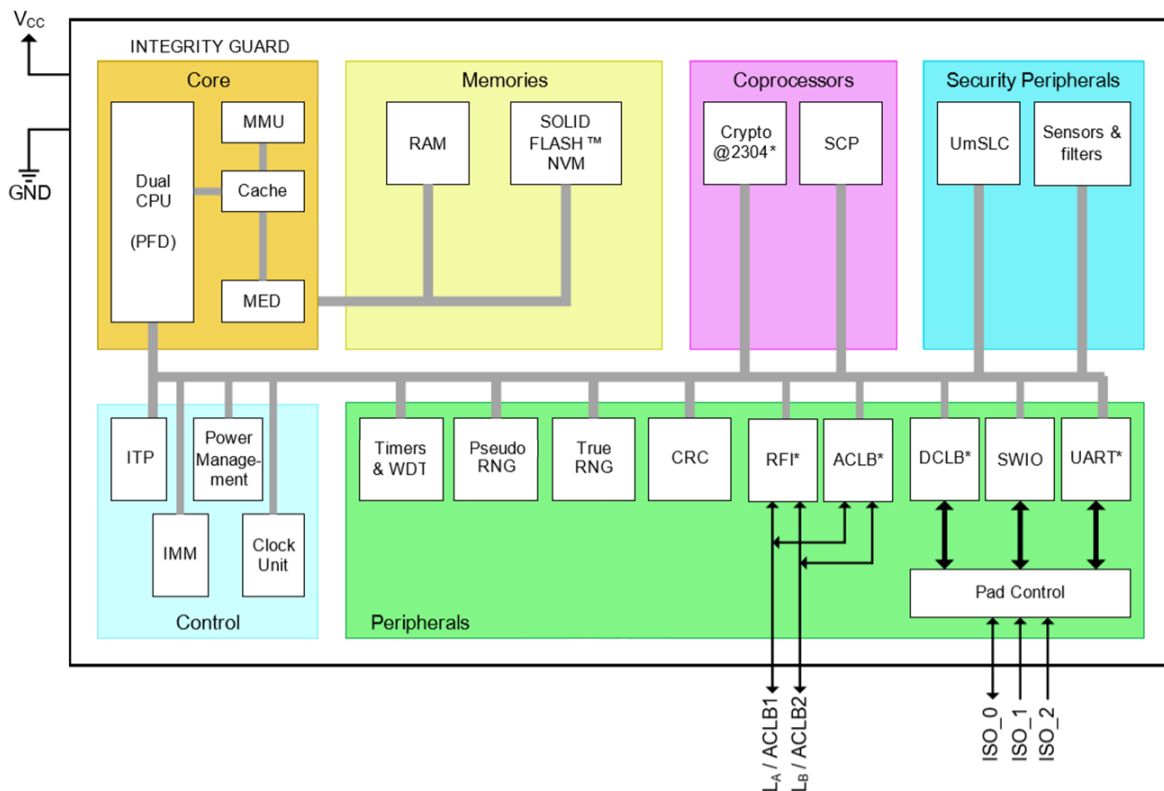 VCC
INTEGRITY GUARD
Core
Memories
Coprocessors
Security Peripherals
Dual
CPU
(PFD)
MMU
Cache
MED
RAM
SOLID
FLASH™
NVM
Crypto
@2304*
SCP
UmSLC
Sensors &
filters
GND
ITP
Power
Manage-
ment
IMM
Clock
Unit
Control
Timers
& WDT
Pseudo
RNG
True
RNG
CRC
RFI*
ACLB*
DCLB*
SWIO
UART*
Pad Control
Peripherals
LA / ACLB1
LB / ACLB2
ISO_0
ISO_1
ISO_2